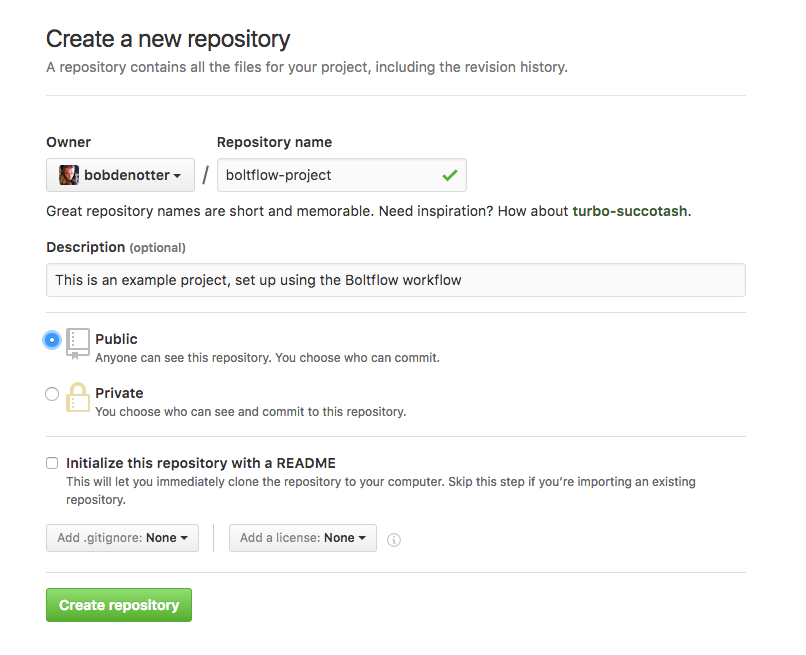 Create a new repository
A repository contains all the files for your project, including the revision history.
Owner
Repository name
bobdenotter / boltflow-project
Great repository names are short and memorable. Need inspiration? How about turbo-succotash.
Description (optional)
This is an example project, set up using the Boltflow workflow
Public
Anyone can see this repository. You choose who can commit.
Private
You choose who can see and commit to this repository.
Initialize this repository with a README
This will let you immediately clone the repository to your computer. Skip this step if you’re importing an existing
repository.
Add .gitignore: None
Add a license: None
Create repository